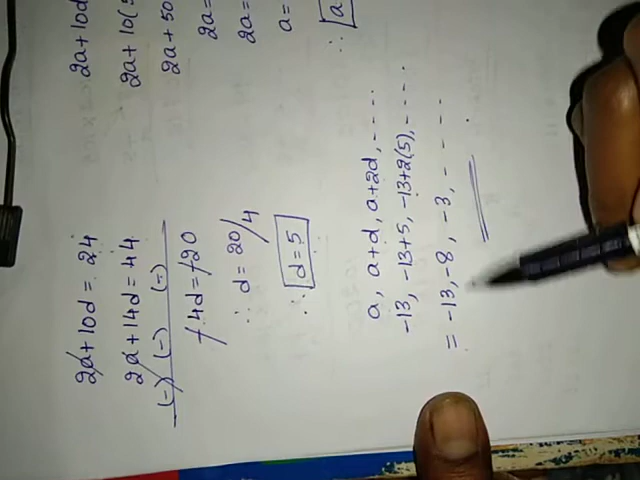 2a + 10d = 24
2a + 14d = 44
(-) (-) (-)
-4d = -20
∴ d = 20/4
∴ d = 5
2a + 10d
2a + 10(5
2a + 50
2a =
2a =
a =
∴ a
a, a+d, a+2d, ----
-13, -13+5, -13+2(5), ----
= -13, -8, -3, - - - -